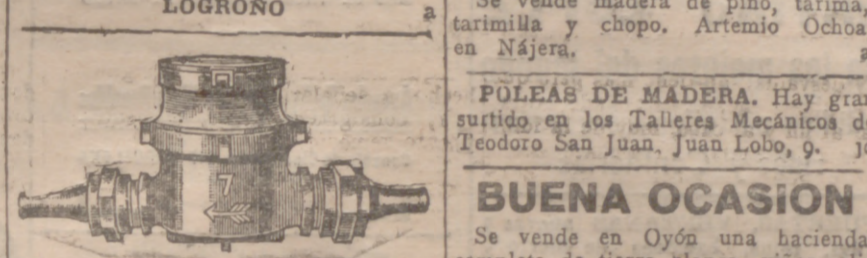 LOGROÑO
a
7
Se vende madera de pino, tarima,
tarimilla y chopo. Artemio Ochoa
en Nájera.
POLEAS DE MADERA. Hay gran
surtido en los Talleres Mecánicos de
Teodoro San Juan, Juan Lobo, 9.
BUENA OCASION
Se vende en Oyón una hacienda